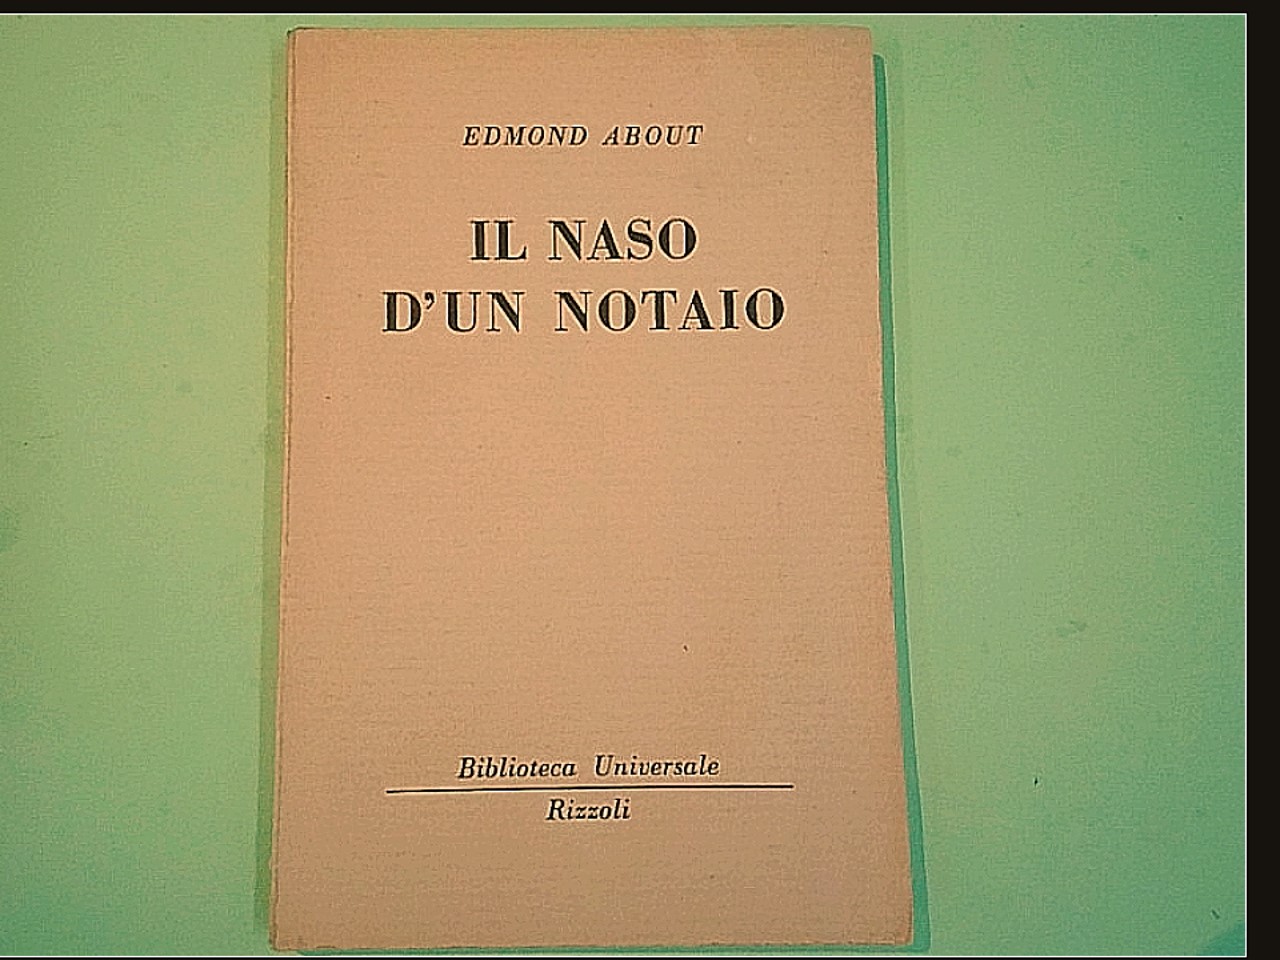 EDMOND ABOUT
IL NASO
D'UN NOTAIO
Biblioteca Universale
Rizzoli